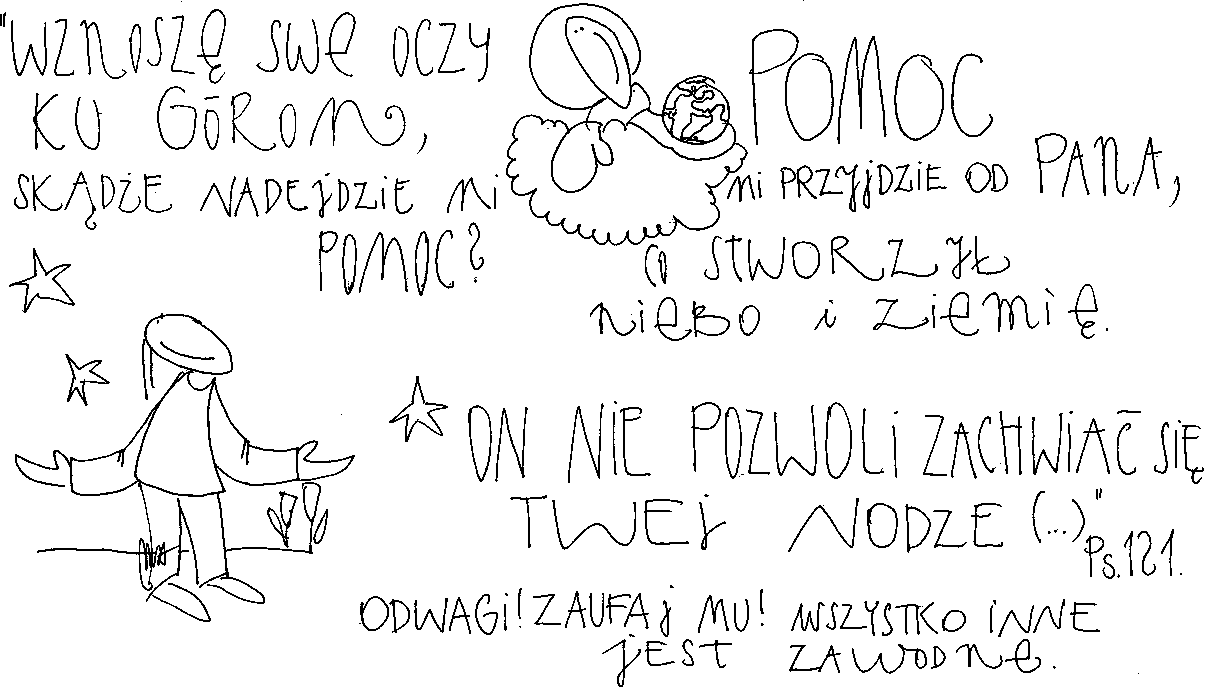 "WZNOSZĘ SWE OCZY
KU GÓROM,
SKĄDŻE NADEJDZIE MI
POMOC?
POMOC
MI PRZYJDZIE OD PANA,
CO STWORZYŁ
NIEBO I ZIEMIĘ.
ON NIE POZWOLI ZACHWIAĆ SIĘ
TWEJ NODZE (...)"
Ps.121.
ODWAGI! ZAUFAJ MU! WSZYSTKO INNE
JEST ZAWODNE.